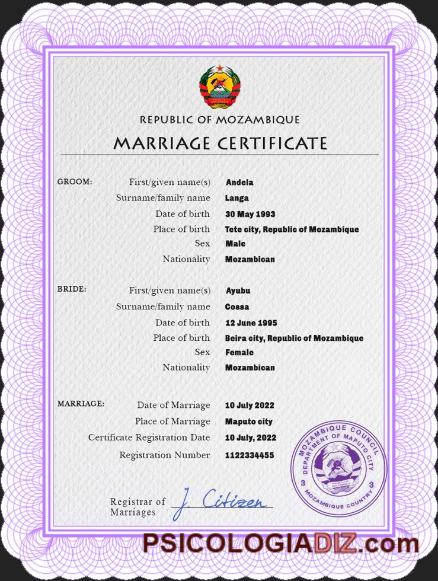 REPUBLIC OF MOZAMBIQUE
MARRIAGE CERTIFICATE
GROOM: First/given name(s) Andela
Surname/family name Langa
Date of birth 30 May 1993
Place of birth Tete city, Republic of Mozambique
Sex Male
Nationality Mozambican
BRIDE: First/given name(s) Ayubu
Surname/family name Cossa
Date of birth 12 June 1995
Place of birth Beira city, Republic of Mozambique
Sex Female
Nationality Mozambican
MARRIAGE: Date of Marriage 10 July 2022
Place of Marriage Maputo city
Certificate Registration Date 10 July, 2022
Registration Number 1122334455
MOZAMBIQUE COUNCIL
DEPARTMENT OF MAPUTO CITY
3 3
MOZAMBIQUE COUNTRY
Registrar of Marriages J. Citizen
PSICOLOGIADIZ.com